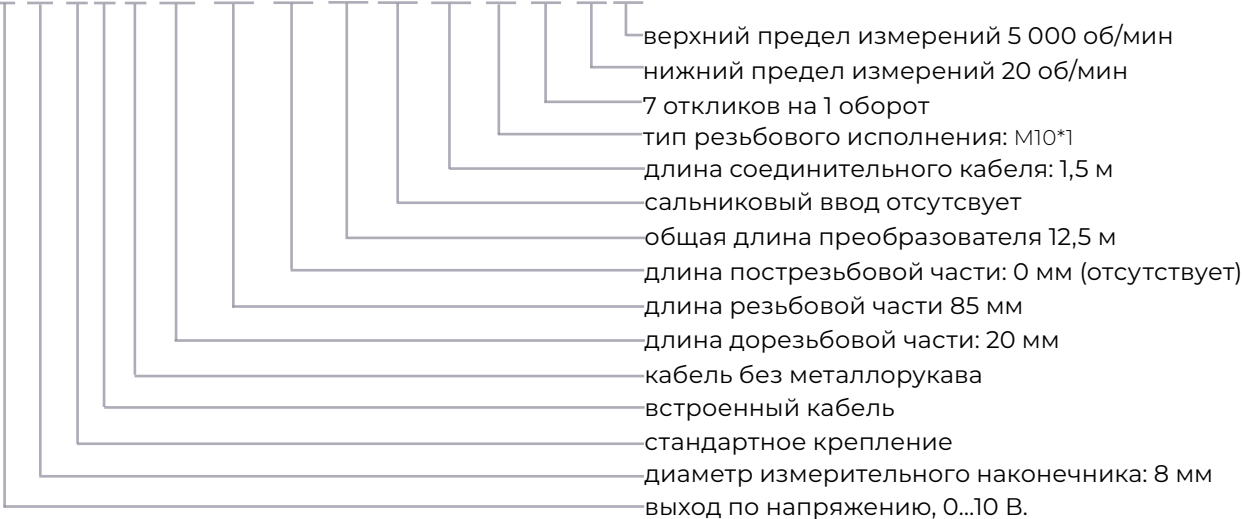 верхний предел измерений 5 000 об/мин
нижний предел измерений 20 об/мин
7 откликов на 1 оборот
тип резьбового исполнения: М10*1
длина соединительного кабеля: 1,5 м
сальниковый ввод отсутсвует
общая длина преобразователя 12,5 м
длина пострезьбовой части: 0 мм (отсутствует)
длина резьбовой части 85 мм
длина дорезьбовой части: 20 мм
кабель без металлорукава
встроенный кабель
стандартное крепление
диаметр измерительного наконечника: 8 мм
выход по напряжению, 0...10 В.